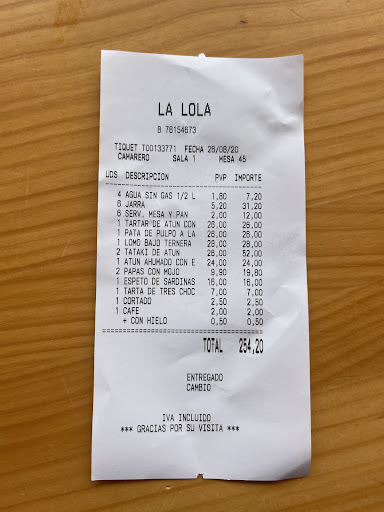 LA LOLA
B 76154673
TIQUET T00133771 FECHA 28/08/20
CAMARERO SALA 1 MESA 45
UDS DESCRIPCION PVP IMPORTE
4 AGUA SIN GAS 1/2 L 1,80 7,20
6 JARRA 5,20 31,20
6 SERV. MESA Y PAN 2,00 12,00
1 TARTAR DE ATUN CON 26,00 26,00
1 PATA DE PULPO A LA 26,00 26,00
1 LOMO BAJO TERNERA 28,00 28,00
2 TATAKI DE ATUN 26,00 52,00
1 ATUN AHUMADO CON E 24,00 24,00
2 PAPAS CON MOJO 9,90 19,80
1 ESPETO DE SARDINAS 16,00 16,00
1 TARTA DE TRES CHOC 7,00 7,00
1 CORTADO 2,50 2,50
1 CAFE 2,00 2,00
+ CON HIELO 0,50 0,50
TOTAL 254,20
ENTREGADO
CAMBIO
IVA INCLUIDO
*** GRACIAS POR SU VISITA ***